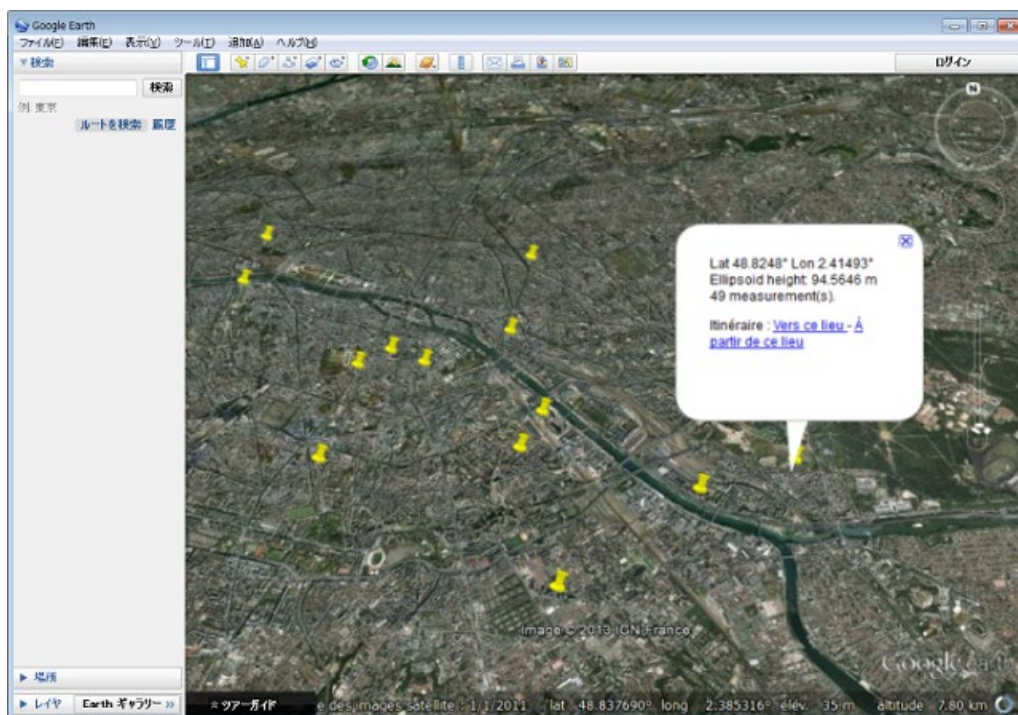 Google Earth
ファイル(F) 編集(E) 表示(V) ツール(T) 追加(A) ヘルプ(H)
▼検索
ログイン
検索
例: 東京
ルートを検索 履歴
N
Lat 48.8248° Lon 2.41493°
Ellipsoid height: 94.5646 m
49 measurement(s).
Itinéraire : Vers ce lieu - À
partir de ce lieu
Image © 2013 IGN France
Google earth
▶ 場所
▶ レイヤ Earth ギャラリー >>
ツアーガイド
e des images satellite : 1/1/2011 lat 48.837690° long 2.385316° élév. 35 m altitude 7.80 km